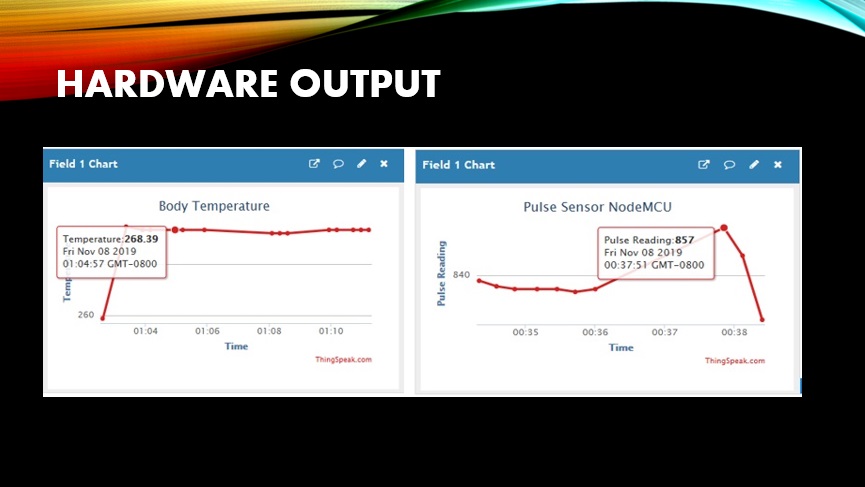 HARDWARE OUTPUT
Field 1 Chart
Body Temperature
Temperature:268.39
Fri Nov 08 2019
01:04:57 GMT-0800
Temp
260
01:04 01:06 01:08 01:10
Time
ThingSpeak.com
Field 1 Chart
Pulse Sensor NodeMCU
Pulse Reading:857
Fri Nov 08 2019
00:37:51 GMT-0800
Pulse Reading
840
00:35 00:36 00:37 00:38
Time
ThingSpeak.com